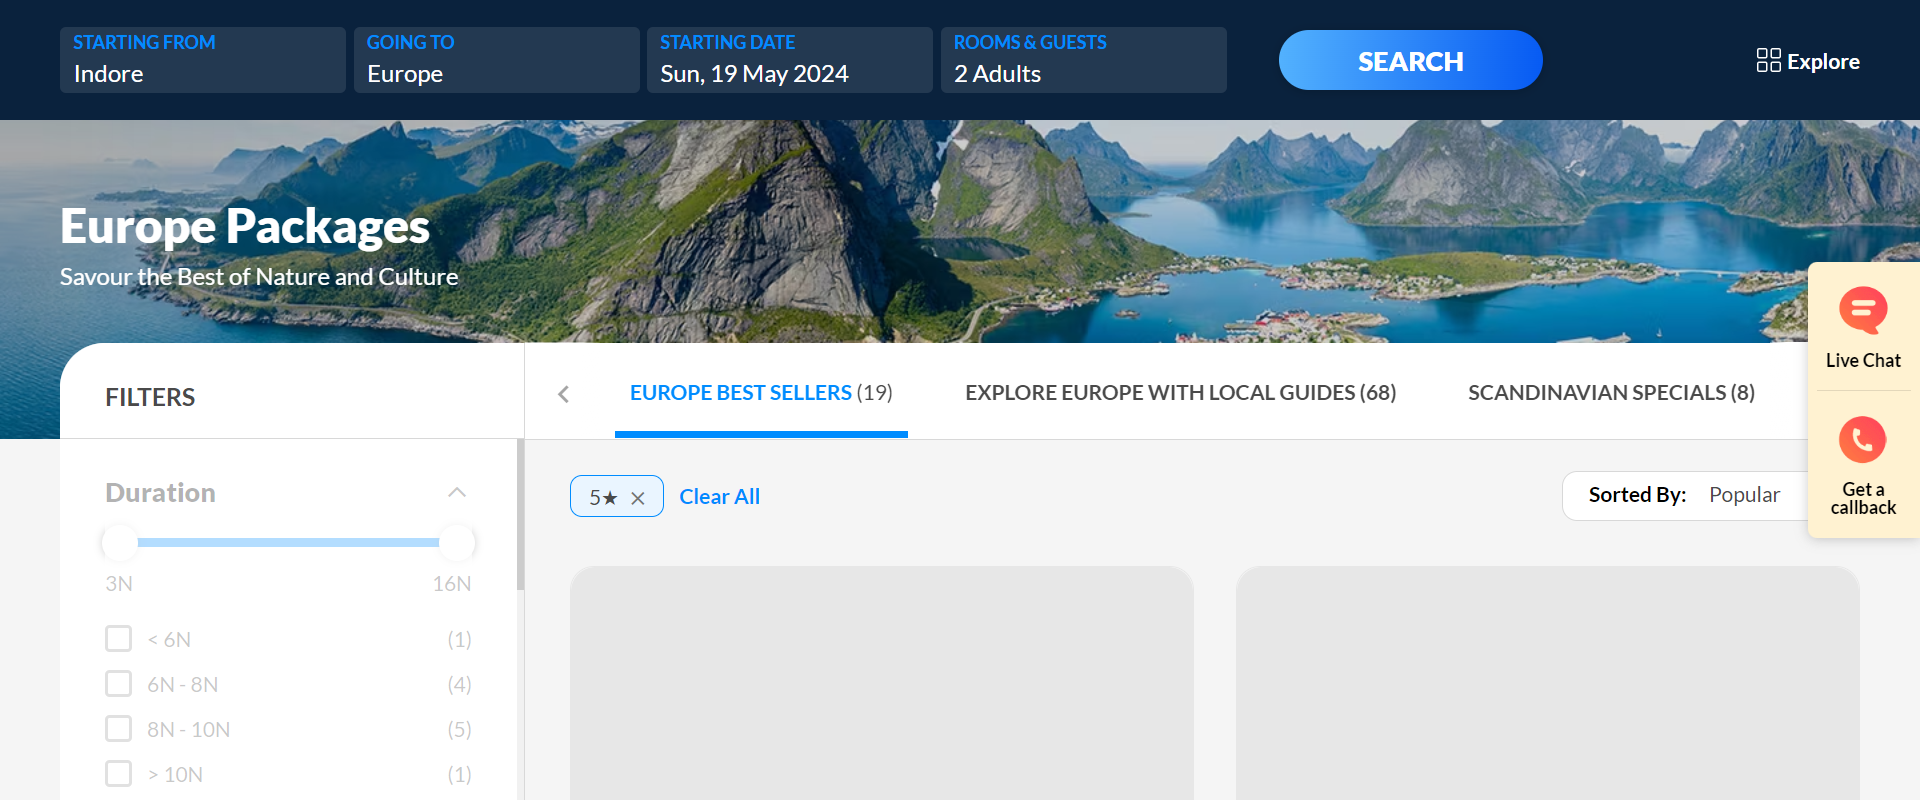 STARTING FROM
Indore
GOING TO
Europe
STARTING DATE
Sun, 19 May 2024
ROOMS & GUESTS
2 Adults
SEARCH
Explore
Europe Packages
Savour the Best of Nature and Culture
Live Chat
Get a
callback
FILTERS
EUROPE BEST SELLERS (19)
EXPLORE EUROPE WITH LOCAL GUIDES (68)
SCANDINAVIAN SPECIALS (8)
5★ ×
Clear All
Sorted By: Popular
Duration
3N 16N
< 6N (1)
6N - 8N (4)
8N - 10N (5)
> 10N (1)